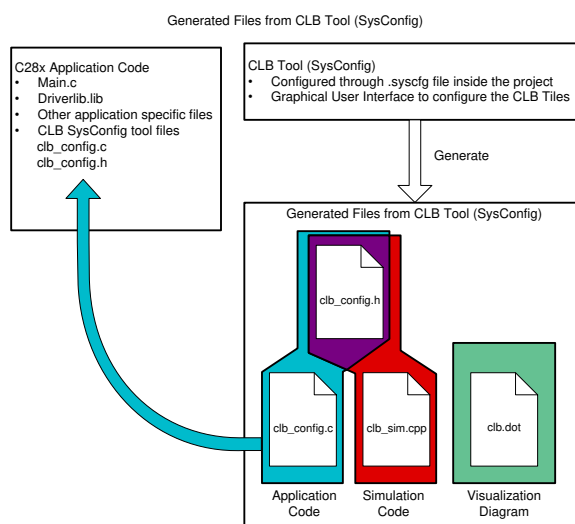 Generated Files from CLB Tool (SysConfig)
C28x Application Code
• Main.c
• Driverlib.lib
• Other application specific files
• CLB SysConfig tool files
clb_config.c
clb_config.h
CLB Tool (SysConfig)
• Configured through .syscfg file inside the project
• Graphical User Interface to configure the CLB Tiles
Generate
Generated Files from CLB Tool (SysConfig)
clb_config.h
clb_config.c
clb_sim.cpp
clb.dot
Application
Code
Simulation
Code
Visualization
Diagram